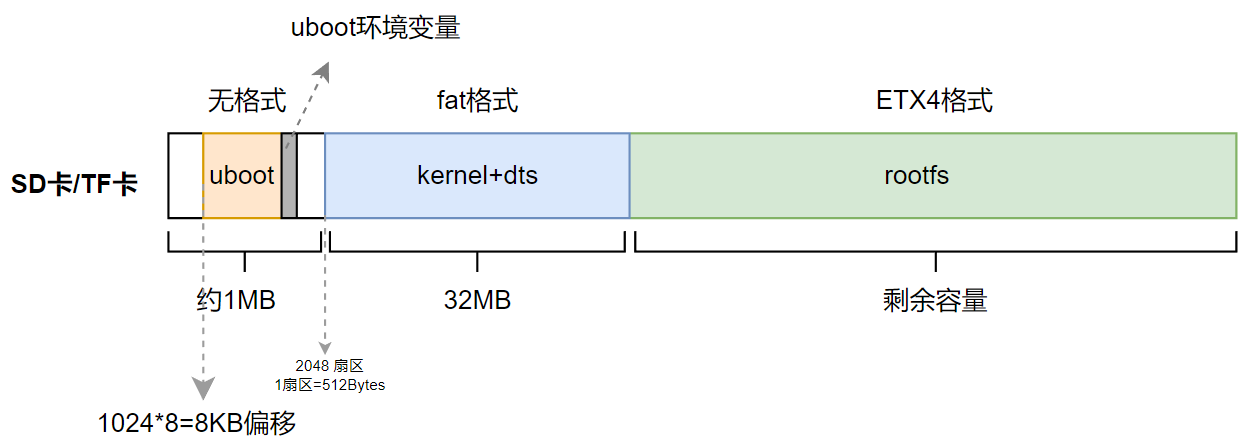 uboot环境变量
无格式
fat格式
ETX4格式
SD卡/TF卡
uboot
kernel+dts
rootfs
约1MB
32MB
剩余容量
2048 扇区
1扇区=512Bytes
1024*8=8KB偏移